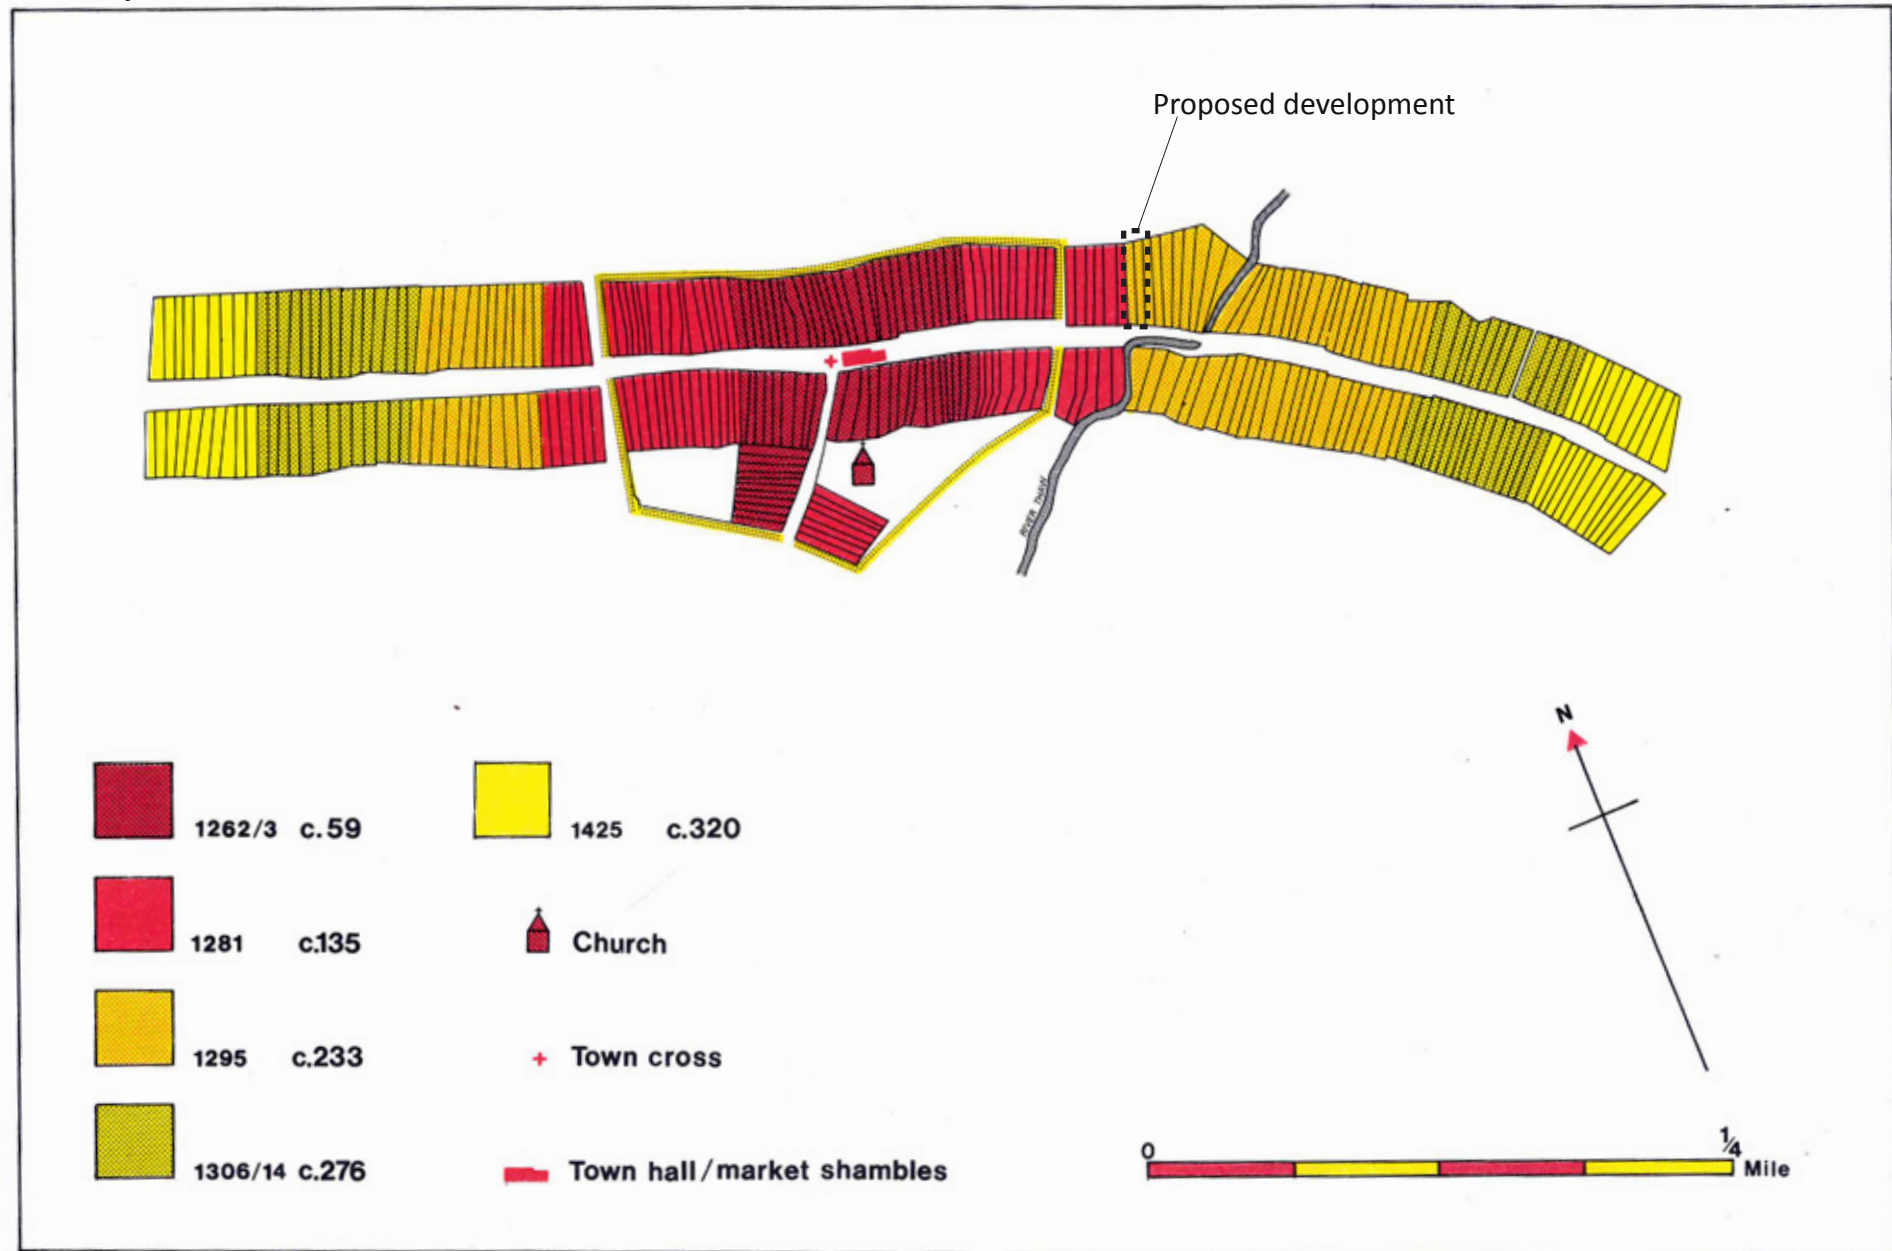 Proposed development
RIVER THAW
N
1262/3 c.59
1425 c.320
1281 c.135
Church
1295 c.233
Town cross
1306/14 c.276
Town hall/market shambles
0
1/4
Mile